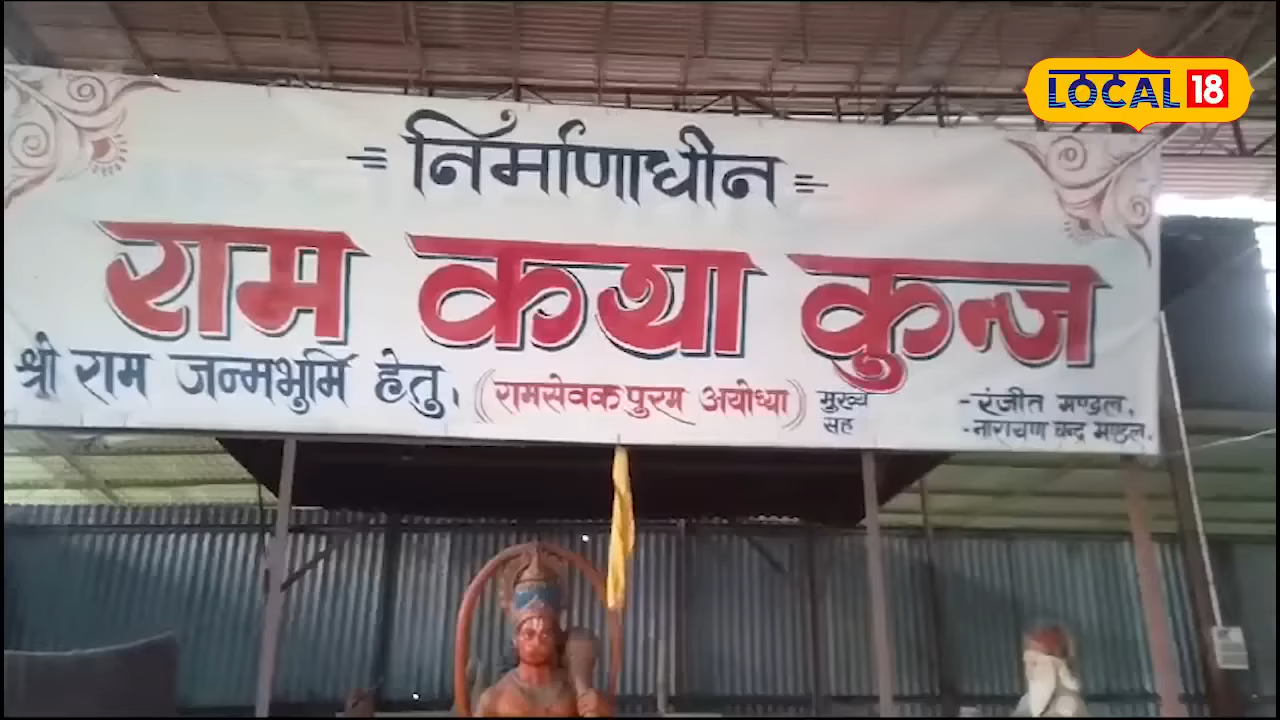 LOCAL 18
निर्माणाधीन
राम कथा कुन्ज
श्री राम जन्मभुमि हेतु।
(रामसेवक पुरम अयोध्या)
मुख्य - रंजीत मण्डल,
सह - नारायण चन्द्र मण्डल,